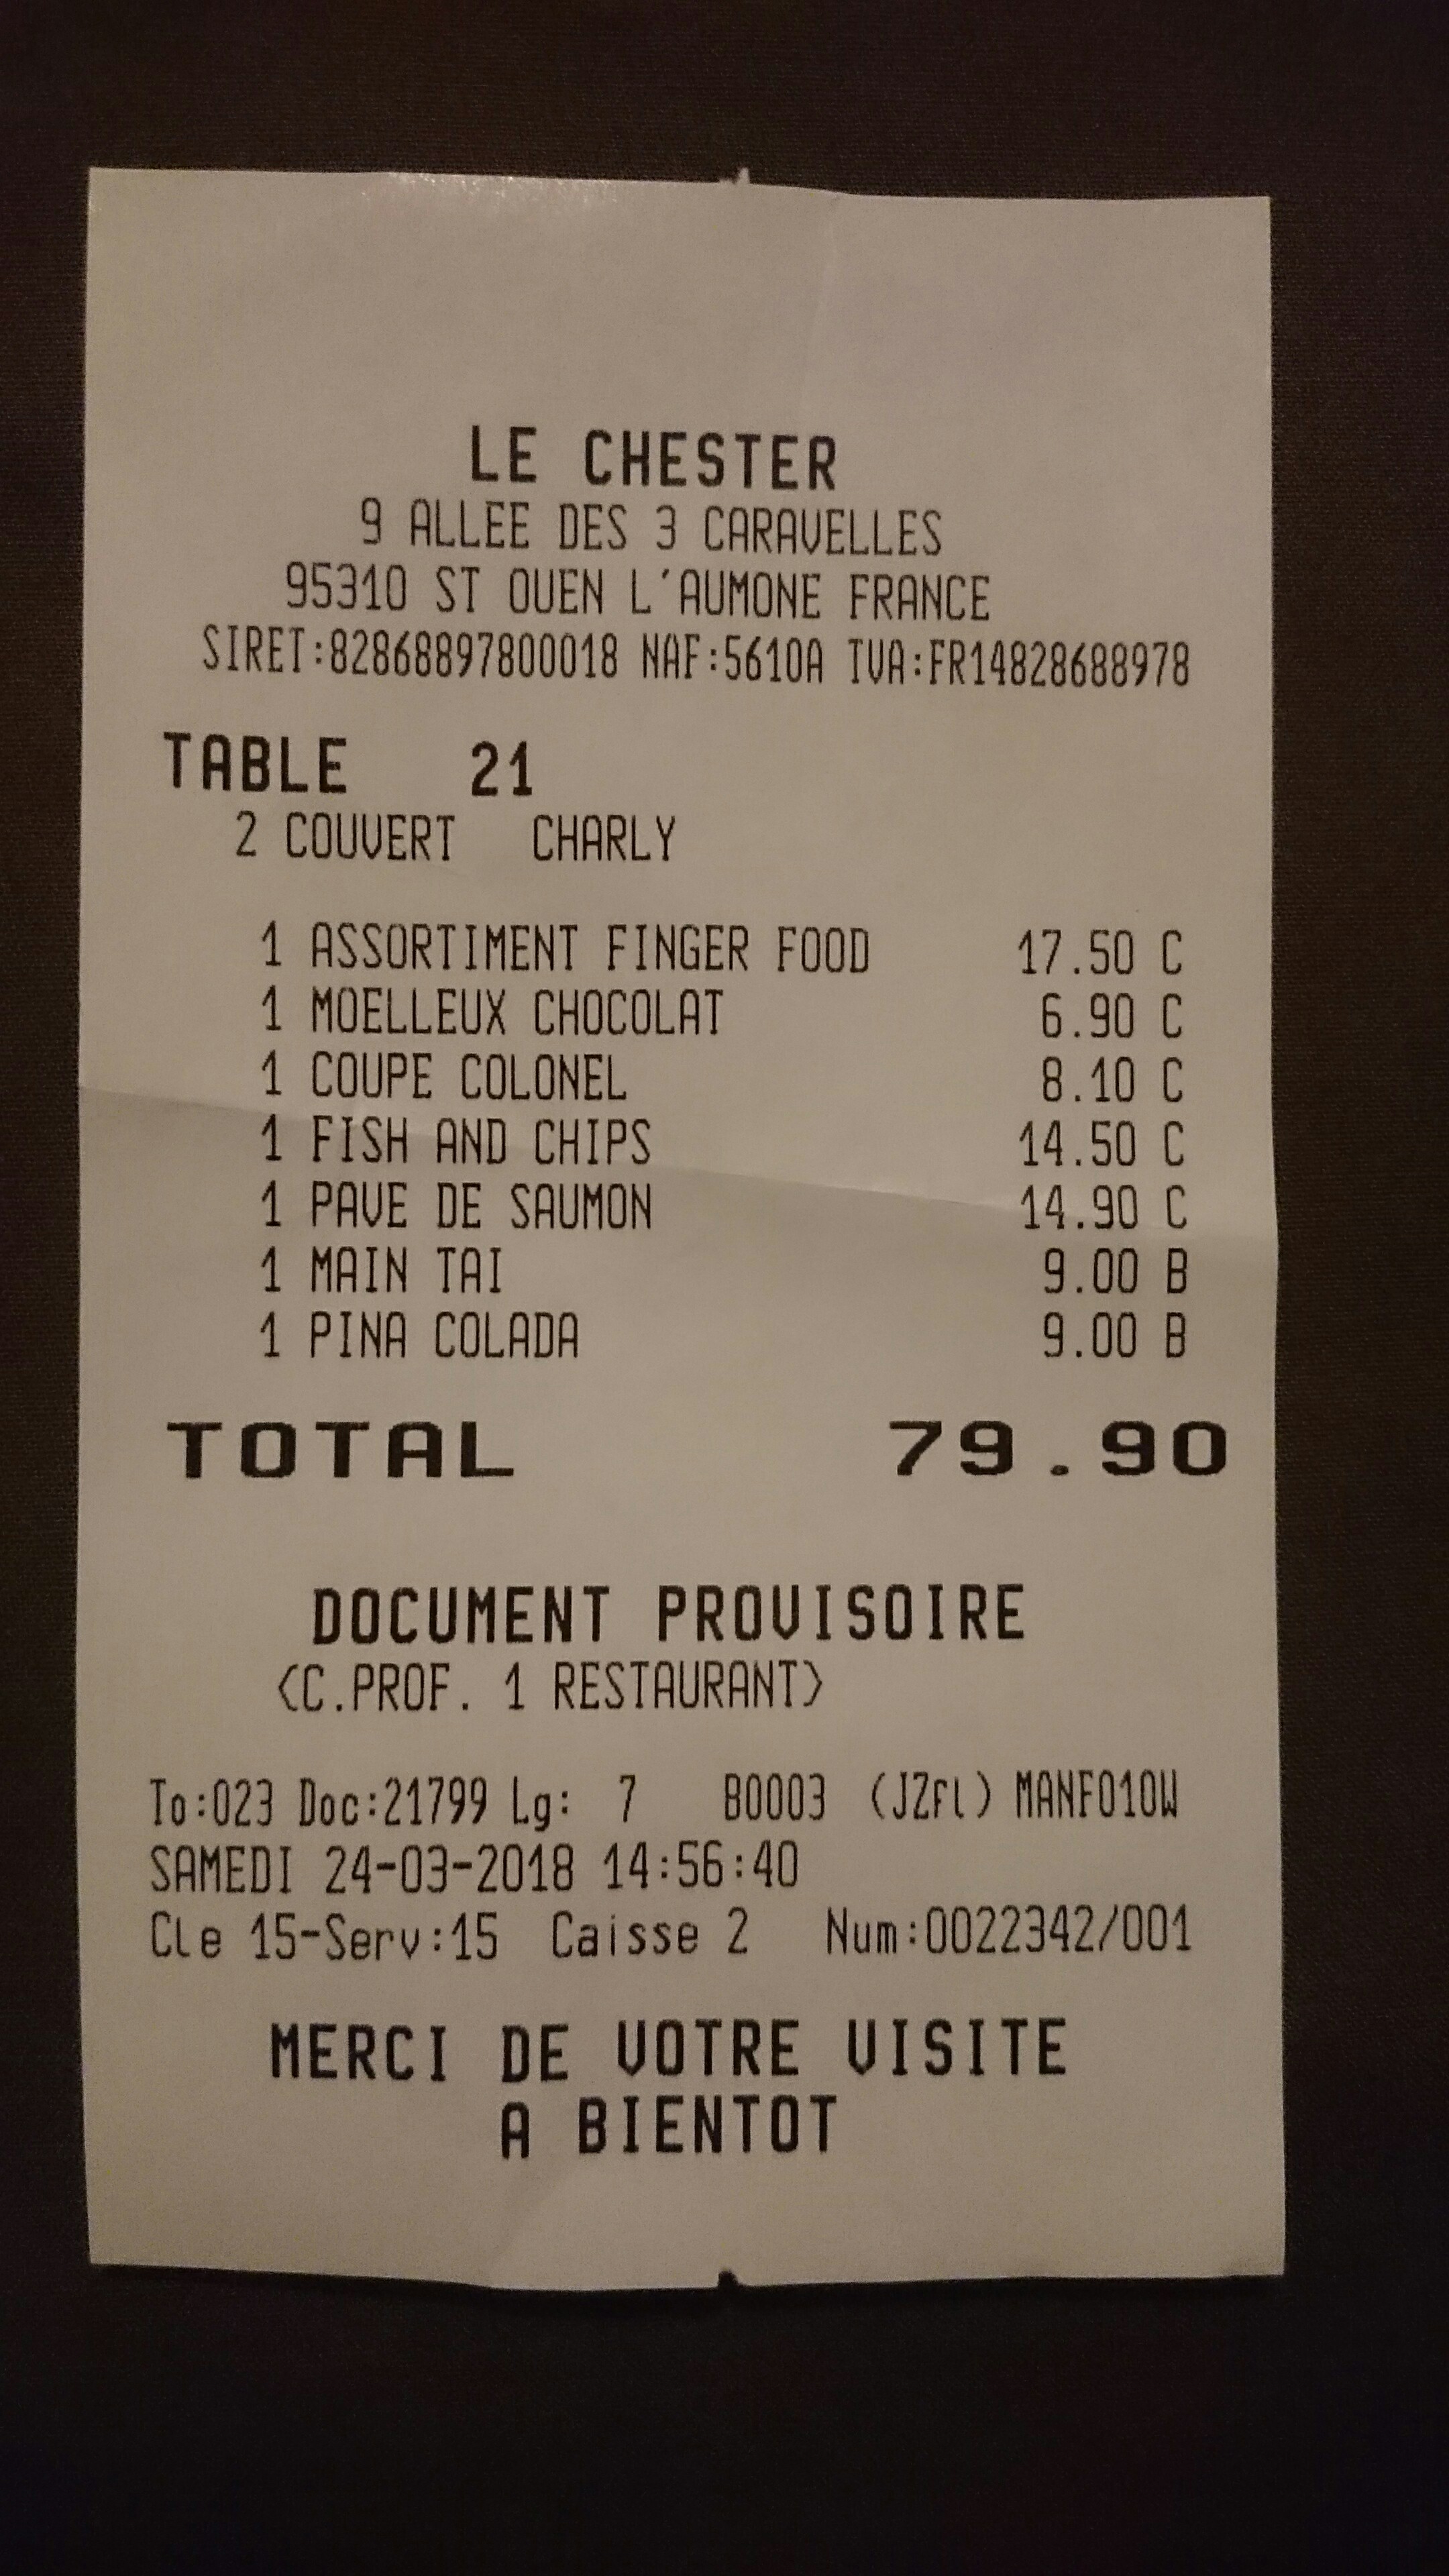 LE CHESTER
9 ALLEE DES 3 CARAVELLES
95310 ST OUEN L'AUMONE FRANCE
SIRET:82868897800018 NAF:5610A TVA:FR14828688978
TABLE 21
2 COUVERT CHARLY
1 ASSORTIMENT FINGER FOOD 17.50 C
1 MOELLEUX CHOCOLAT 6.90 C
1 COUPE COLONEL 8.10 C
1 FISH AND CHIPS 14.50 C
1 PAVE DE SAUMON 14.90 C
1 MAIN TAI 9.00 B
1 PINA COLADA 9.00 B
TOTAL 79.90
DOCUMENT PROVISOIRE
<C.PROF. 1 RESTAURANT>
To:023 Doc:21799 Lg: 7 B0003 (JZFl) MANF010W
SAMEDI 24-03-2018 14:56:40
Cle 15-Serv:15 Caisse 2 Num:0022342/001
MERCI DE VOTRE VISITE
A BIENTOT